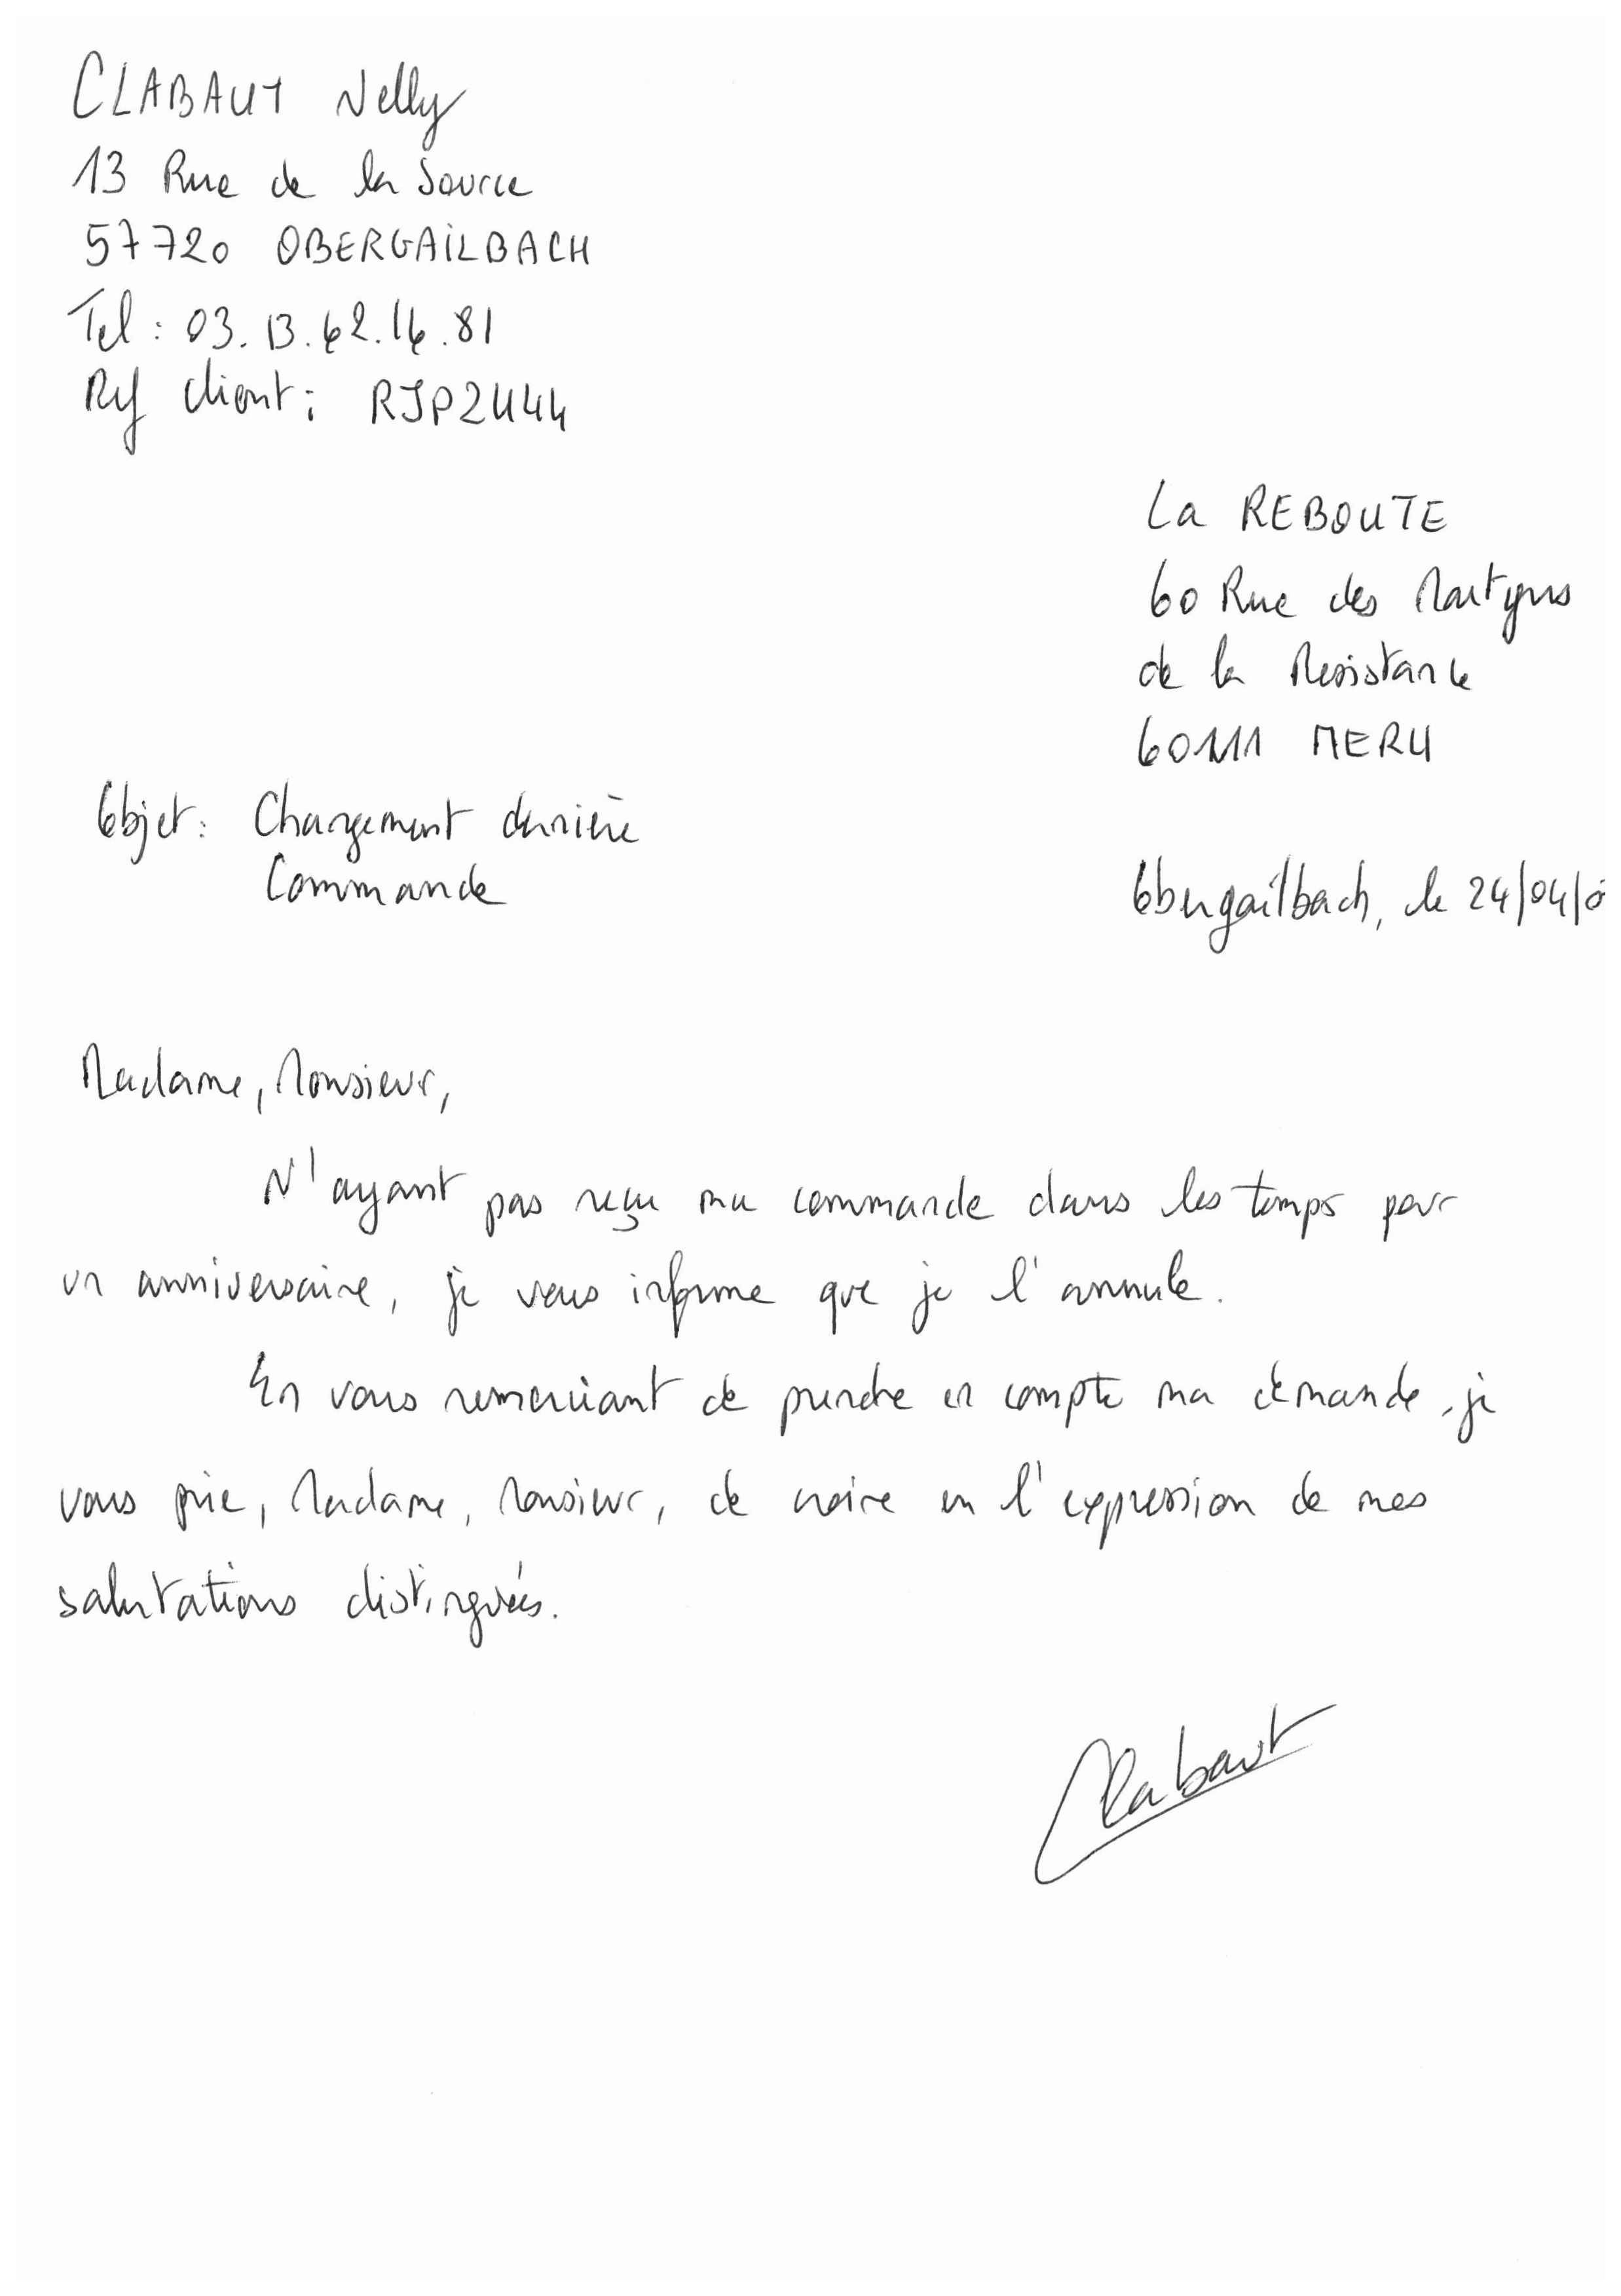 CLABAUT Nelly
13 Rue de la Source
57720 OBERGAILBACH
Tel : 03.13.62.16.81
Ref client : RJP2444
La REBOUTE
60 Rue des Martyrs
de la Resistance
60111 MERU
Objet : Changement dernière
Commande
Obergailbach, le 24/04/0
Madame, Monsieur,
N'ayant pas reçu ma commande dans les temps pour
un anniversaire, je vous informe que je l'annule.
En vous remerciant de prendre en compte ma demande, je
vous prie, Madame, Monsieur, de croire en l'expression de mes
salutations distinguées.
Clabaut